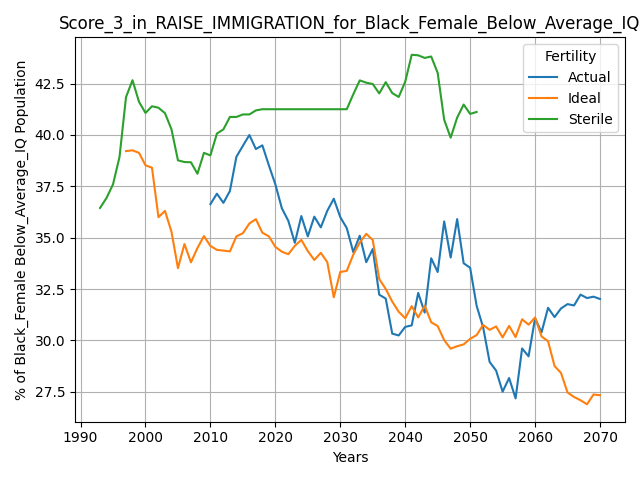 Score_3_in_RAISE_IMMIGRATION_for_Black_Female_Below_Average_IQ
% of Black_Female Below_Average_IQ Population
42.5
40.0
37.5
35.0
32.5
30.0
27.5
Fertility
Actual
Ideal
Sterile
1990 2000 2010 2020 2030 2040 2050 2060 2070
Years